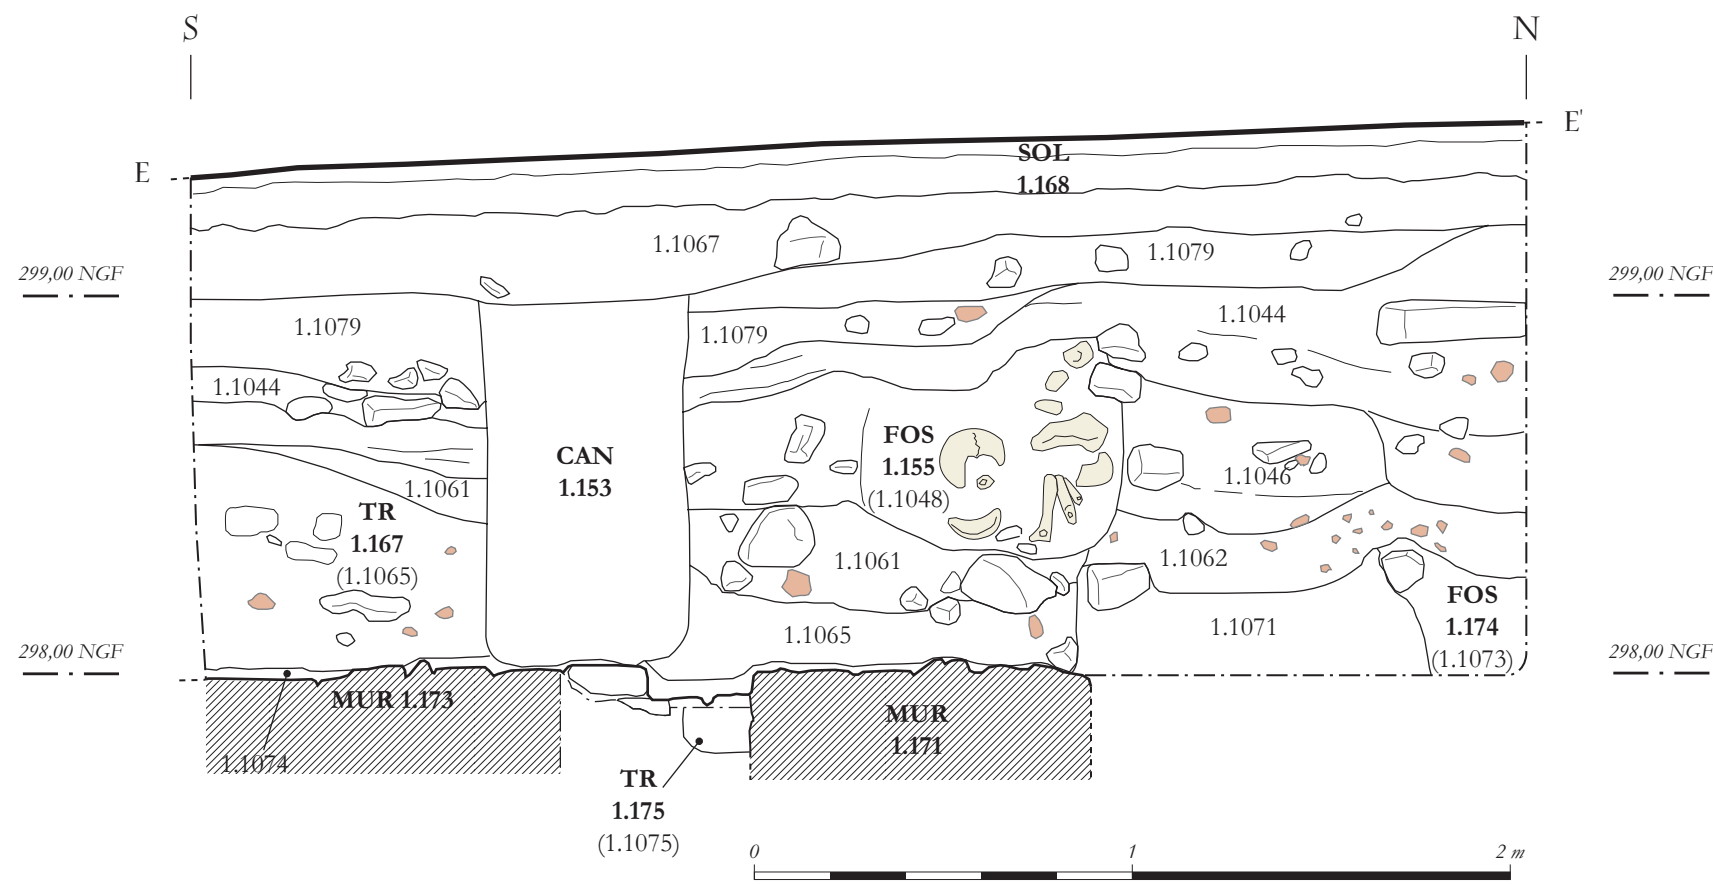 S
N
E'
E
SOL
1.168
1.1067
1.1079
299,00 NGF
299,00 NGF
1.1079
1.1079
1.1044
1.1044
CAN
1.153
FOS
1.155
(1.1048)
1.1046
1.1061
TR
1.167
(1.1065)
1.1061
1.1062
1.1065
1.1071
FOS
1.174
(1.1073)
298,00 NGF
298,00 NGF
MUR 1.173
MUR
1.171
1.1074
TR
1.175
(1.1075)
0
1
2 m